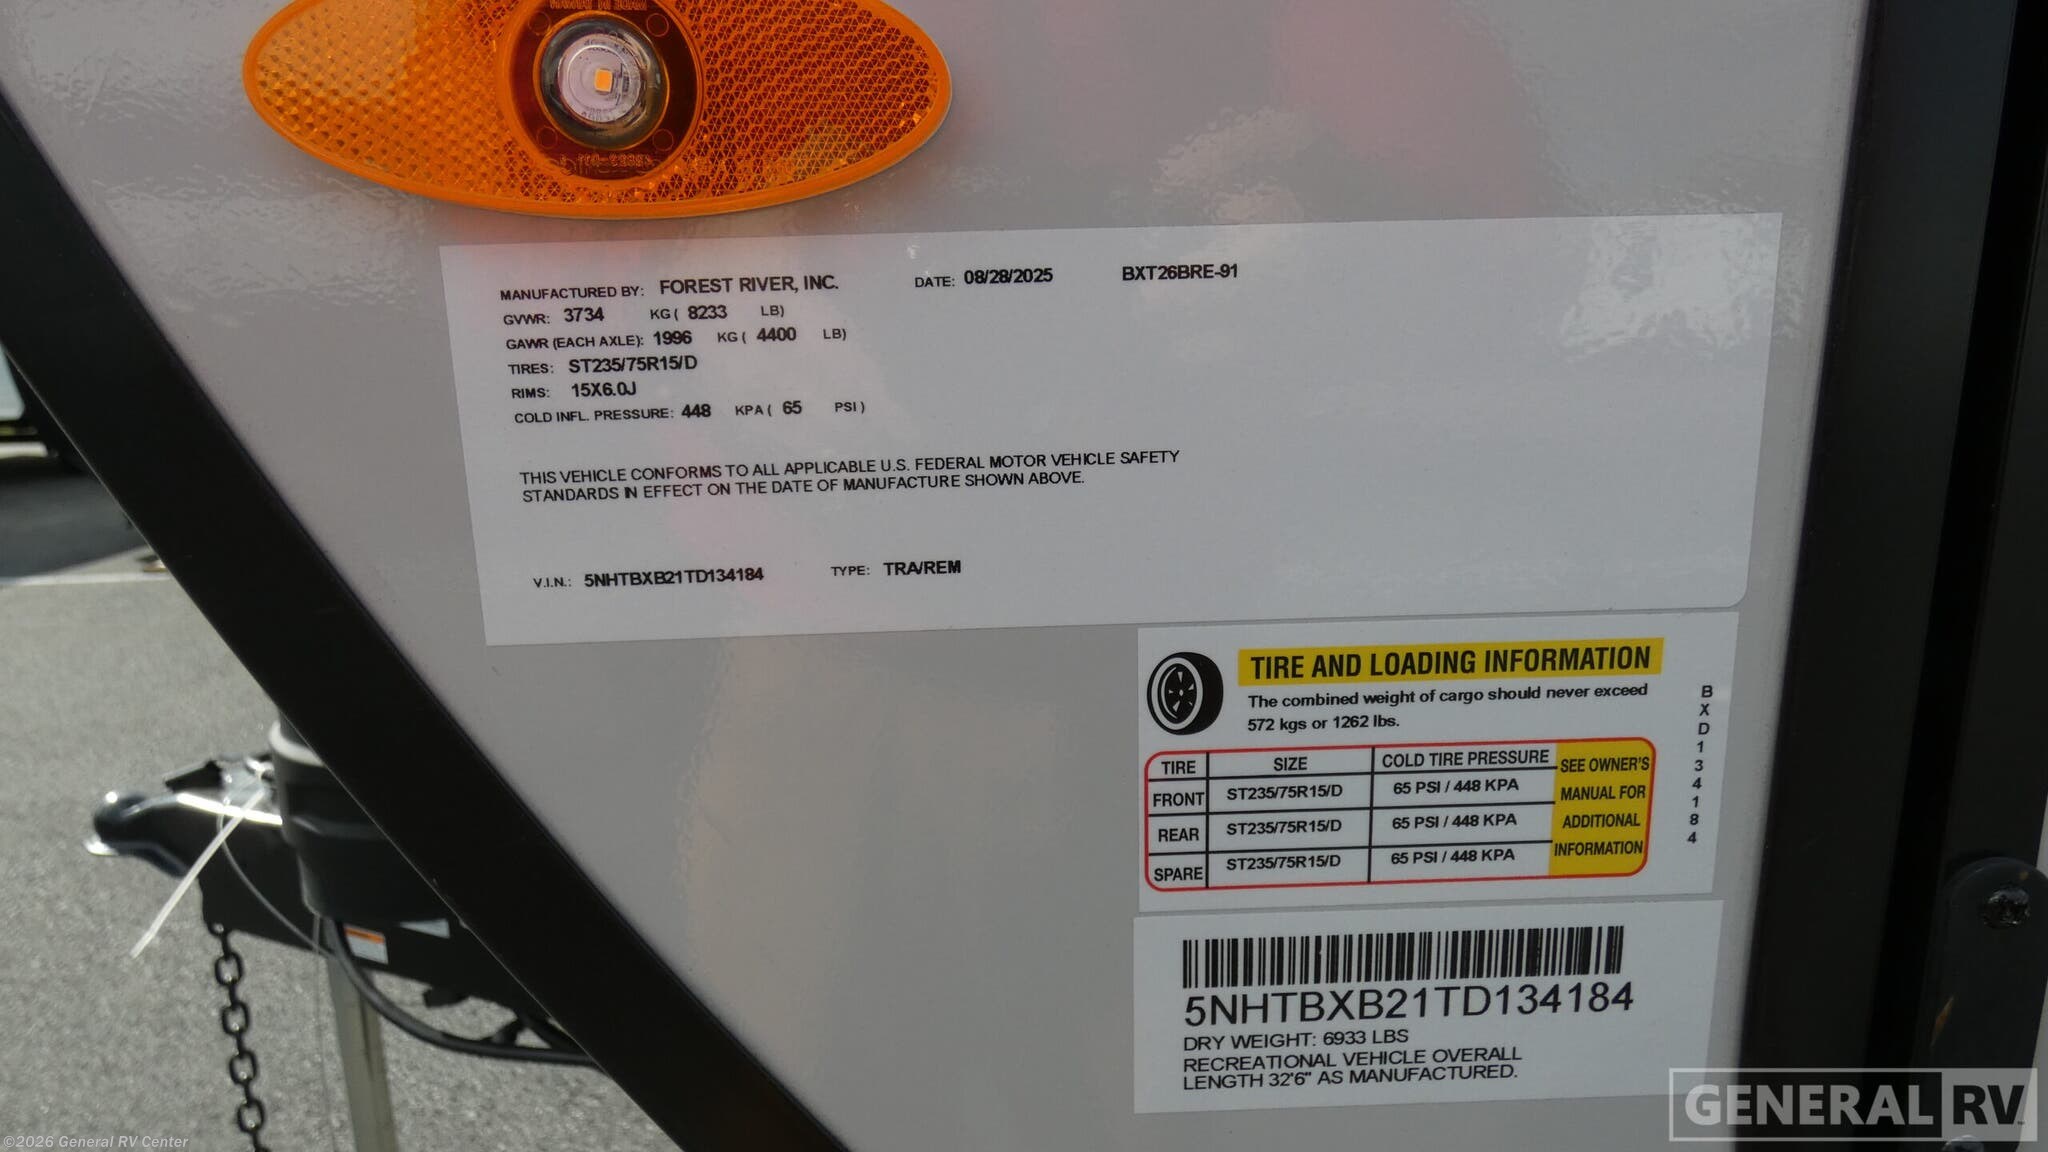 MANUFACTURED BY: FOREST RIVER, INC. DATE: 08/28/2025 BXT26BRE-91
GVWR: 3734 KG ( 8233 LB)
GAWR (EACH AXLE): 1996 KG ( 4400 LB)
TIRES: ST235/75R15/D
RIMS: 15X6.0J
COLD INFL. PRESSURE: 448 KPA ( 65 PSI )
THIS VEHICLE CONFORMS TO ALL APPLICABLE U.S. FEDERAL MOTOR VEHICLE SAFETY
STANDARDS IN EFFECT ON THE DATE OF MANUFACTURE SHOWN ABOVE.
V.I.N.: 5NHTBXB21TD134184 TYPE: TRA/REM
TIRE AND LOADING INFORMATION
The combined weight of cargo should never exceed
572 kgs or 1262 lbs.
TIRE SIZE COLD TIRE PRESSURE
FRONT ST235/75R15/D 65 PSI / 448 KPA
REAR ST235/75R15/D 65 PSI / 448 KPA
SPARE ST235/75R15/D 65 PSI / 448 KPA
SEE OWNER'S
MANUAL FOR
ADDITIONAL
INFORMATION
BXD134184
5NHTBXB21TD134184
DRY WEIGHT: 6933 LBS
RECREATIONAL VEHICLE OVERALL
LENGTH 32'6" AS MANUFACTURED.
GENERAL RV
©2026 General RV Center